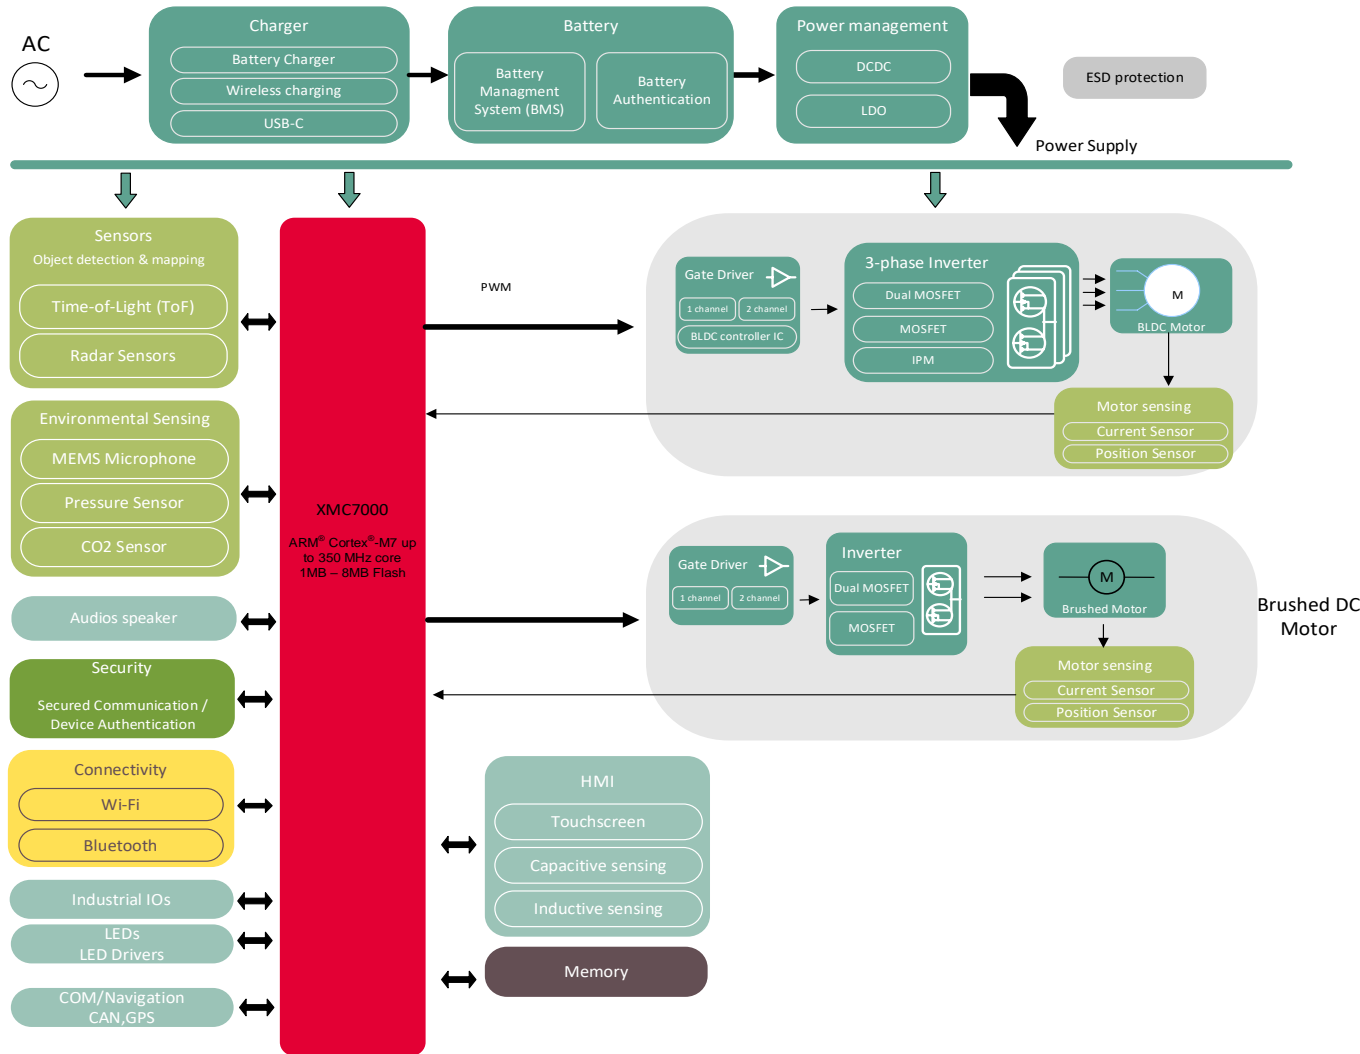 AC
Charger
Battery Charger
Wireless charging
USB-C
Battery
Battery
Managment
System (BMS)
Battery
Authentication
Power management
DCDC
LDO
ESD protection
Power Supply
Sensors
Object detection & mapping
Time-of-Light (ToF)
Radar Sensors
Environmental Sensing
MEMS Microphone
Pressure Sensor
CO2 Sensor
Audios speaker
Security
Secured Communication /
Device Authentication
Connectivity
Wi-Fi
Bluetooth
Industrial IOs
LEDs
LED Drivers
COM/Navigation
CAN,GPS
XMC7000
ARM® Cortex®-M7 up
to 350 MHz core
1MB – 8MB Flash
PWM
Gate Driver
1 channel
2 channel
BLDC controller IC
3-phase Inverter
Dual MOSFET
MOSFET
IPM
M
BLDC Motor
Motor sensing
Current Sensor
Position Sensor
Gate Driver
1 channel
2 channel
Inverter
Dual MOSFET
MOSFET
M
Brushed Motor
Motor sensing
Current Sensor
Position Sensor
Brushed DC
Motor
HMI
Touchscreen
Capacitive sensing
Inductive sensing
Memory